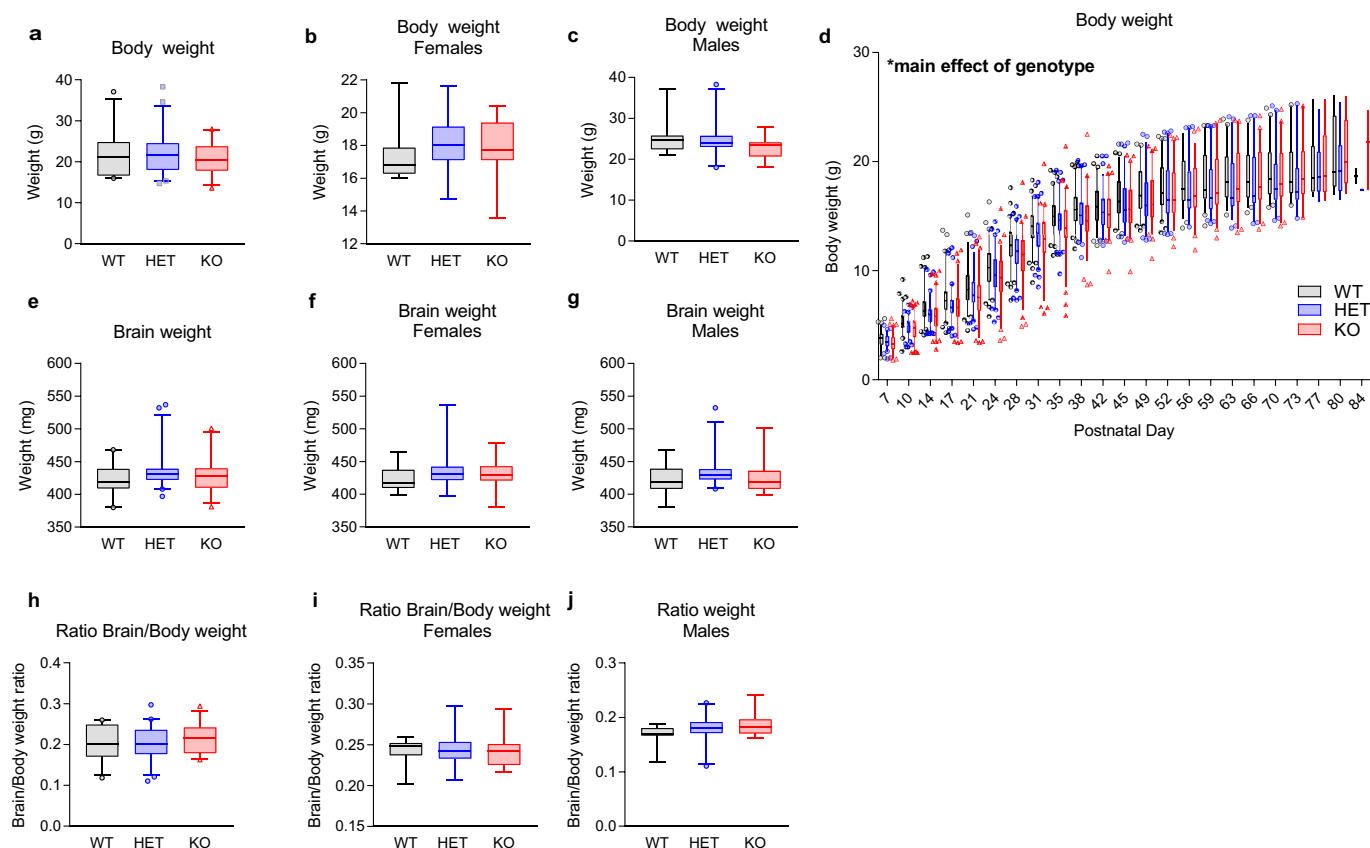 a
Body weight
Weight (g)
40
30
20
10
0
WT HET KO
b
Body weight
Females
Weight (g)
22
20
18
16
14
12
WT HET KO
c
Body weight
Males
Weight (g)
40
30
20
10
0
WT HET KO
d
Body weight
*main effect of genotype
Body weight (g)
30
20
10
0
WT
HET
KO
7 10 14 17 21 24 28 31 35 38 42 45 49 52 56 59 63 66 70 73 77 80 84
Postnatal Day
e
Brain weight
Weight (mg)
600
550
500
450
400
350
WT HET KO
f
Brain weight
Females
Weight (mg)
600
550
500
450
400
350
WT HET KO
g
Brain weight
Males
Weight (mg)
600
550
500
450
400
350
WT HET KO
h
Ratio Brain/Body weight
Brain/Body weight ratio
0.4
0.3
0.2
0.1
0.0
WT HET KO
i
Ratio Brain/Body weight
Females
Brain/Body weight ratio
0.35
0.30
0.25
0.20
0.15
WT HET KO
j
Ratio weight
Males
Brain/Body weight ratio
0.3
0.2
0.1
0.0
WT HET KO